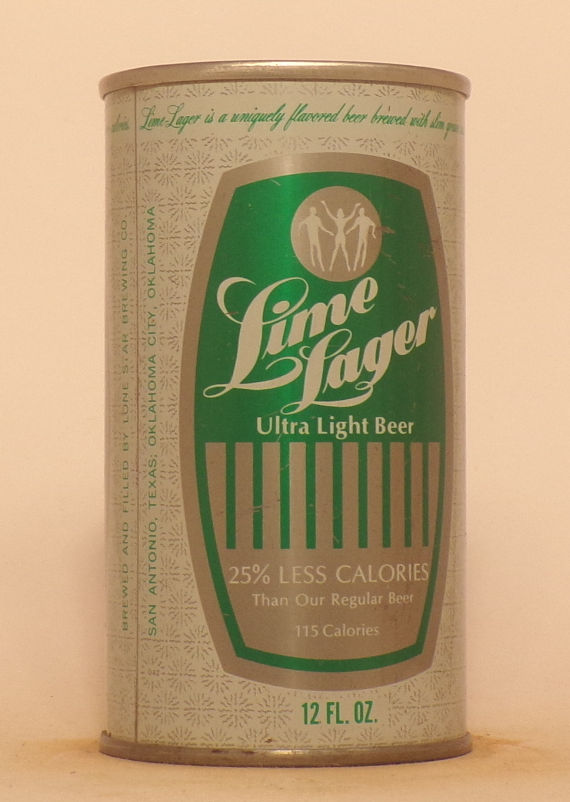 Lime-Lager is a uniquely flavored beer brewed with slow
Lime
Lager
Ultra Light Beer
25% LESS CALORIES
Than Our Regular Beer
115 Calories
12 FL. OZ.
BREWED AND FILLED BY LONE STAR BREWING CO.
SAN ANTONIO, TEXAS; OKLAHOMA CITY, OKLAHOMA